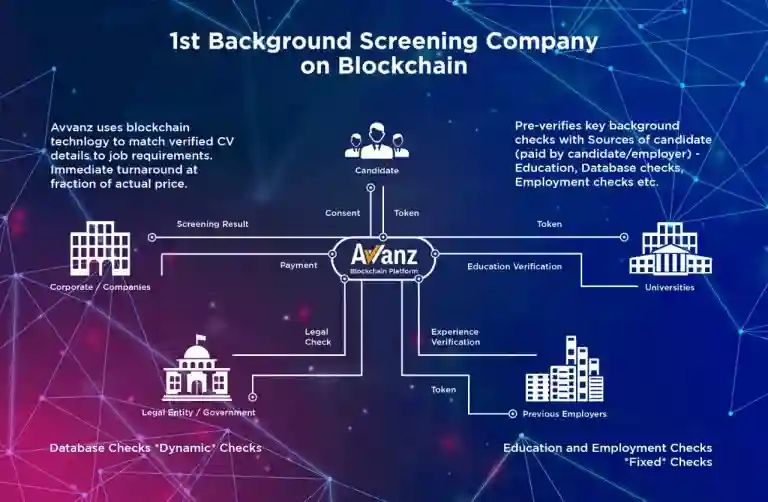 1st Background Screening Company
on Blockchain
Avvanz uses blockchain
technlogy to match verified CV
details to job requirements.
Immediate turnaround at
fraction of actual price.
Pre-verifies key background
checks with Sources of candidate
(paid by candidate/employer) -
Education, Database checks,
Employment checks etc.
Candidate
Consent
Token
Screening Result
Token
Avvanz
Blockchain Platform
Payment
Education Verification
Corporate / Companies
Universities
Legal
Check
Experience
Verification
Token
Legal Entity / Government
Previous Employers
Database Checks *Dynamic* Checks
Education and Employment Checks
*Fixed* Checks